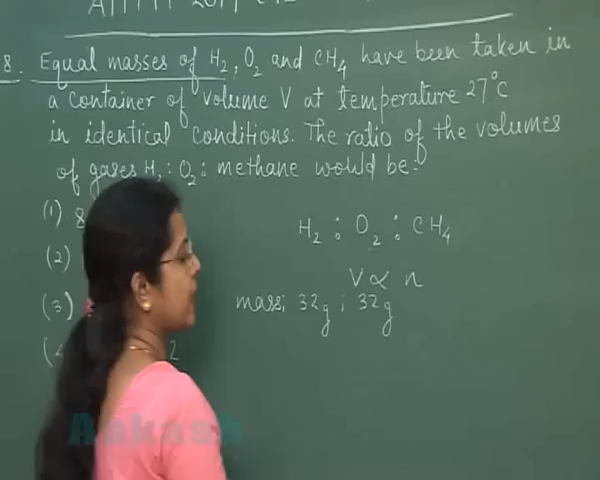 8. Equal masses of H₂, O₂ and CH₄ have been taken in
a container of volume V at temperature 27°C
in identical conditions. The ratio of the volumes
of gases H₂ : O₂ : methane would be:
(1) 8
(2)
(3)
2
H₂ : O₂ : CH₄
V ∝ n
mass; 32g ; 32g
Aakash